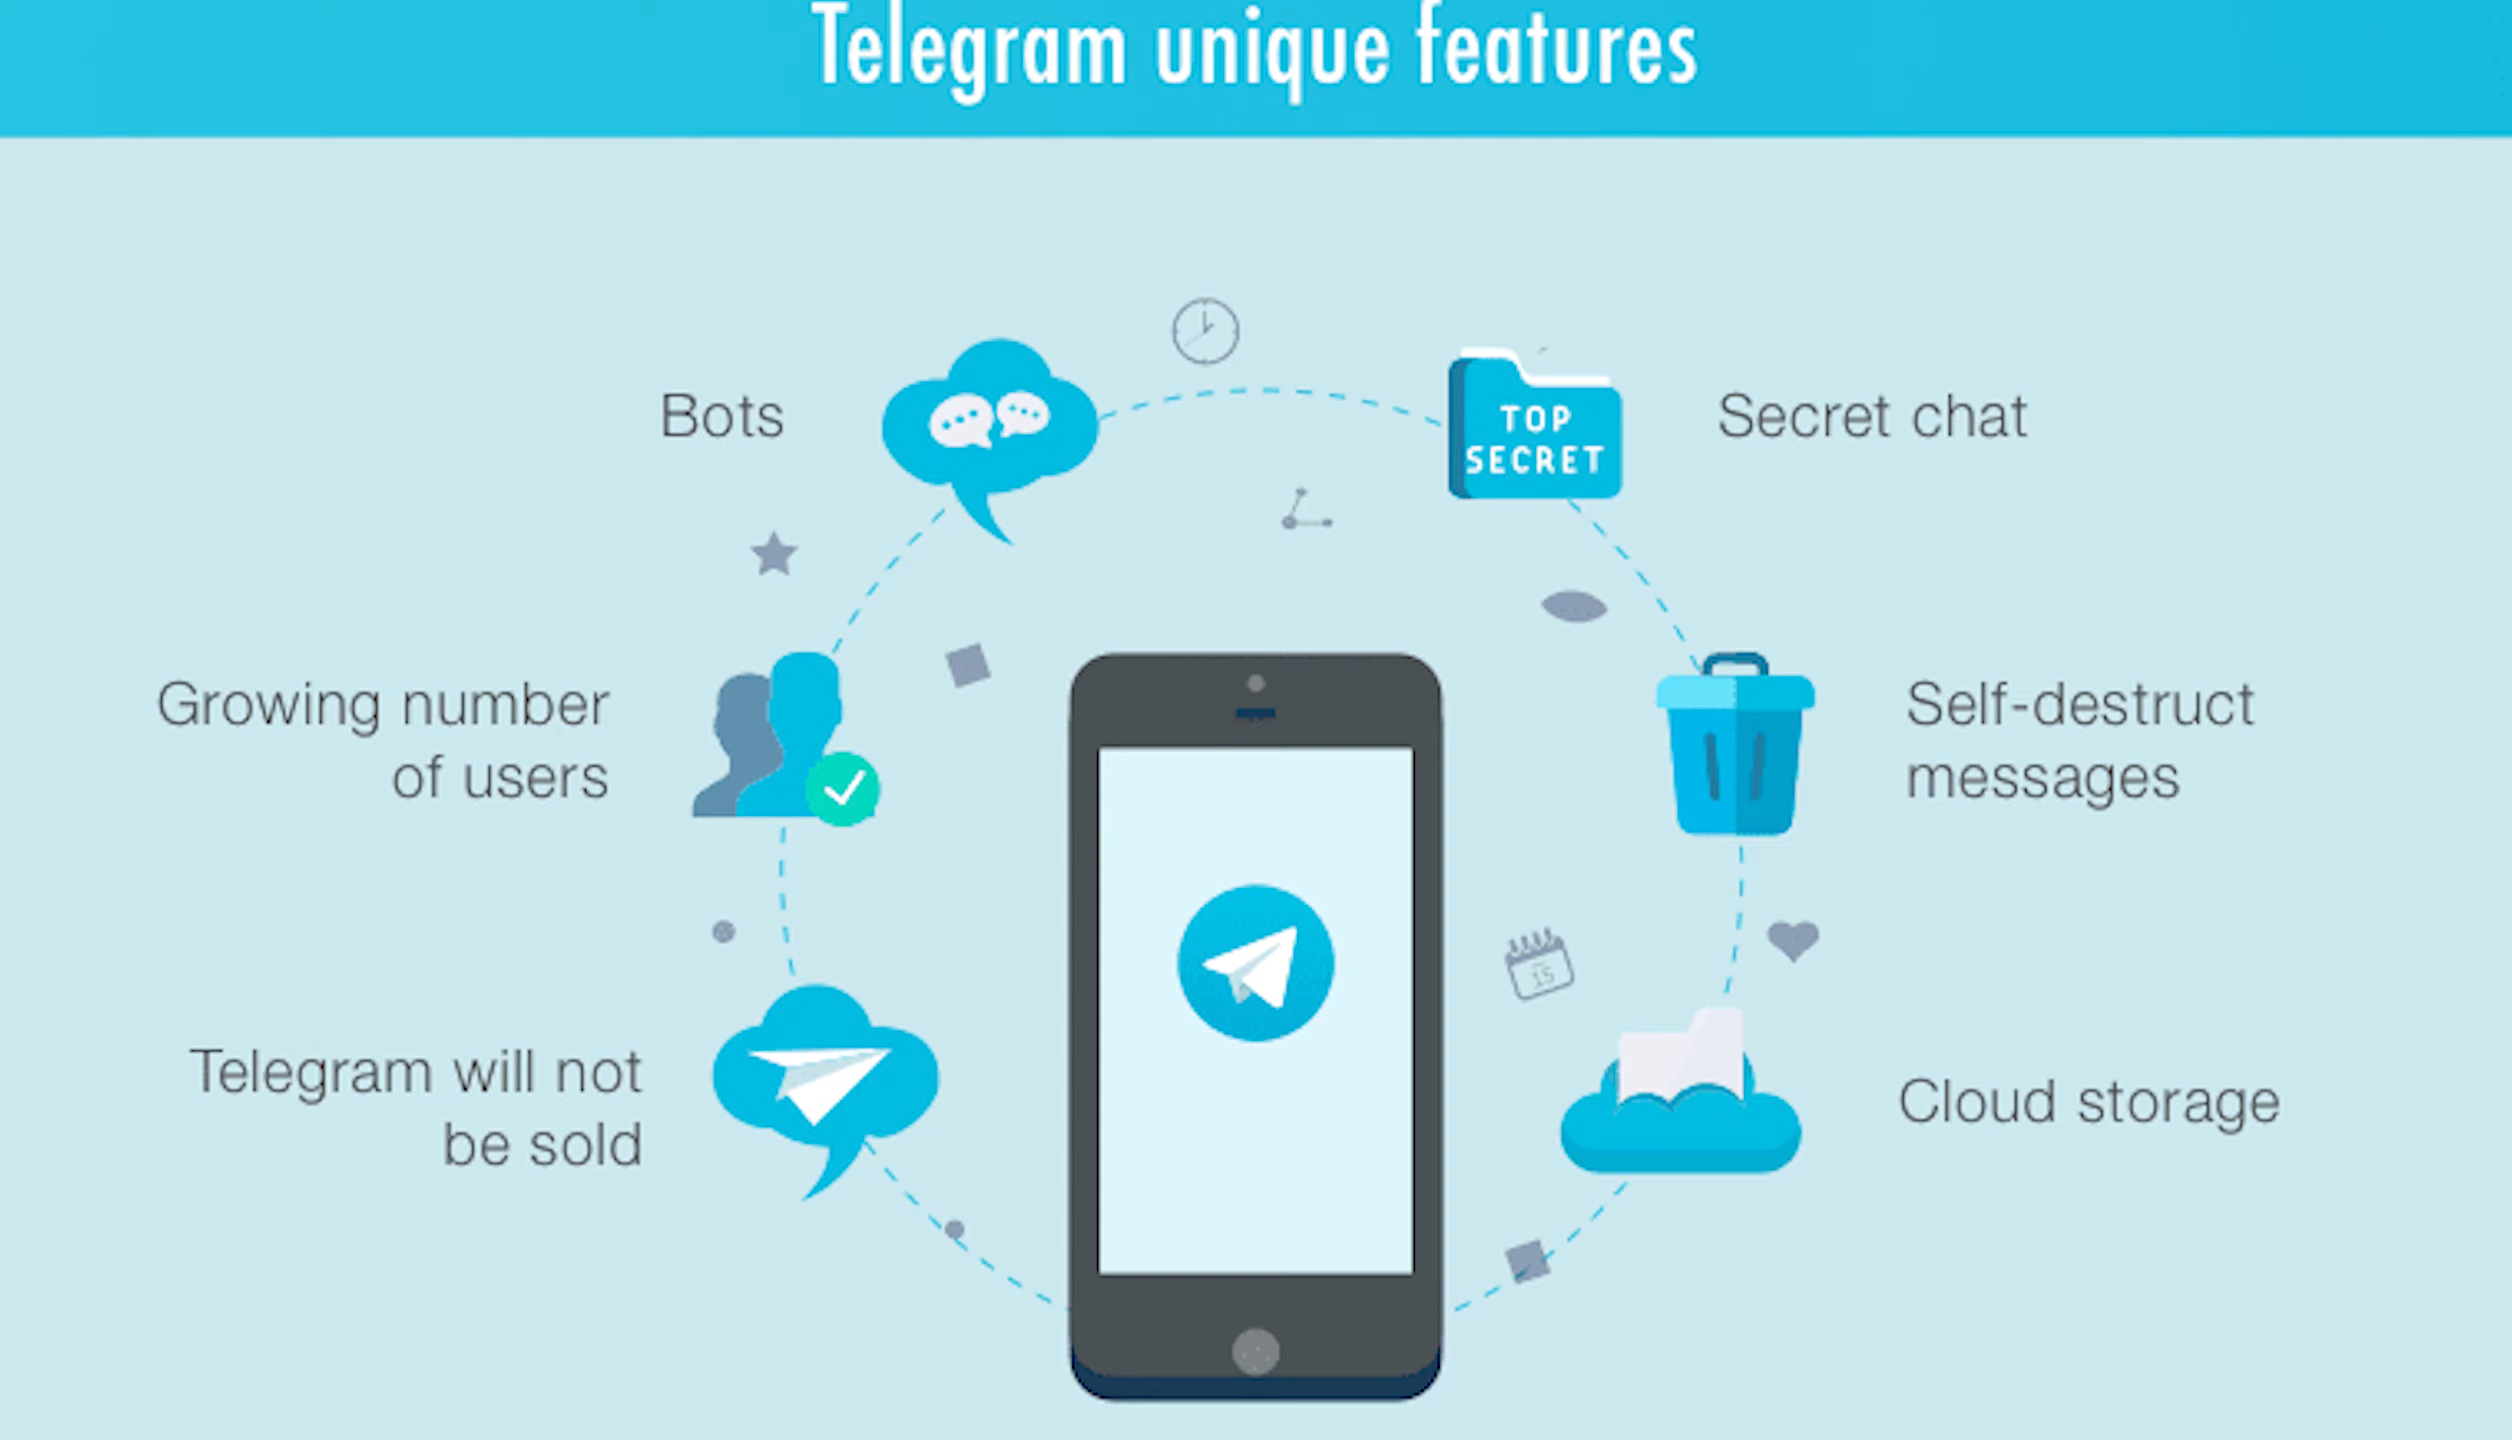 Telegram unique features
Bots
TOP
SECRET
Secret chat
Growing number
of users
Self-destruct
messages
15
Telegram will not
be sold
Cloud storage